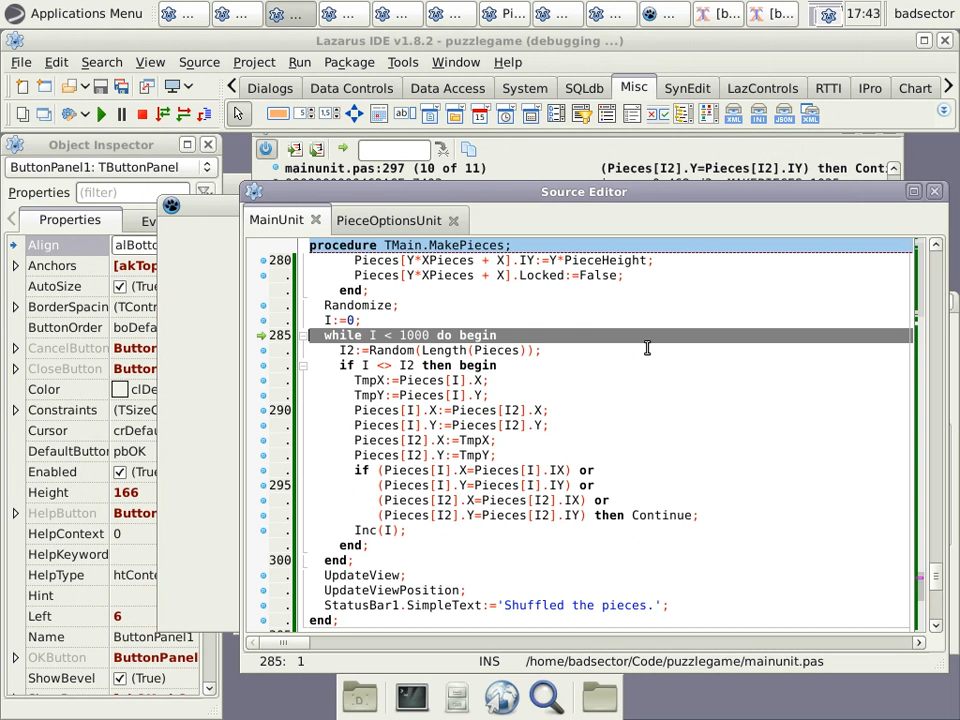 Applications Menu ... ... ... ... ... ... Pi... ... ... ... [b... [b... 17:43 badsector
Lazarus IDE v1.8.2 - puzzlegame (debugging ...)
File Edit Search View Source Project Run Package Tools Window Help
Dialogs Data Controls Data Access System SQLdb Misc SynEdit LazControls RTTI IPro Chart
Object Inspector
ButtonPanel1: TButtonPanel
Properties (filter)
Properties Ev
Align alBotto
Anchors [akTop
AutoSize (True
BorderSpacin (TContr
ButtonOrder boDefa
CancelButton Button
CloseButton Button
Color clDe
Constraints (TSizeC
Cursor crDefau
DefaultButton pbOK
Enabled (True
Height 166
HelpButton Button
HelpContext 0
HelpKeyword
HelpType htConte
Hint
Left 6
Name ButtonPanel1
OKButton ButtonPanel
ShowBevel (True)
mainunit.pas:297 (10 of 11) (Pieces[I2].Y=Pieces[I2].IY) then Cont
Source Editor
MainUnit PieceOptionsUnit
procedure TMain.MakePieces;
280 Pieces[Y*XPieces + X].IY:=Y*PieceHeight;
. Pieces[Y*XPieces + X].Locked:=False;
. end;
. Randomize;
. I:=0;
285 while I < 1000 do begin
. I2:=Random(Length(Pieces));
. if I <> I2 then begin
. TmpX:=Pieces[I].X;
. TmpY:=Pieces[I].Y;
290 Pieces[I].X:=Pieces[I2].X;
. Pieces[I].Y:=Pieces[I2].Y;
. Pieces[I2].X:=TmpX;
. Pieces[I2].Y:=TmpY;
. if (Pieces[I].X=Pieces[I].IX) or
295 (Pieces[I].Y=Pieces[I].IY) or
. (Pieces[I2].X=Pieces[I2].IX) or
. (Pieces[I2].Y=Pieces[I2].IY) then Continue;
. Inc(I);
. end;
300 end;
. UpdateView;
. UpdateViewPosition;
. StatusBar1.SimpleText:='Shuffled the pieces.';
. end;
285: 1 INS /home/badsector/Code/puzzlegame/mainunit.pas